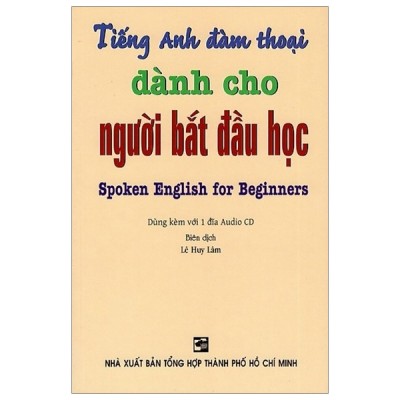 Tiếng Anh đàm thoại
dành cho
người bắt đầu học
Spoken English for Beginners
Dùng kèm với 1 đĩa Audio CD
Biên dịch
Lê Huy Lâm
NHÀ XUẤT BẢN TỔNG HỢP THÀNH PHỐ HỒ CHÍ MINH